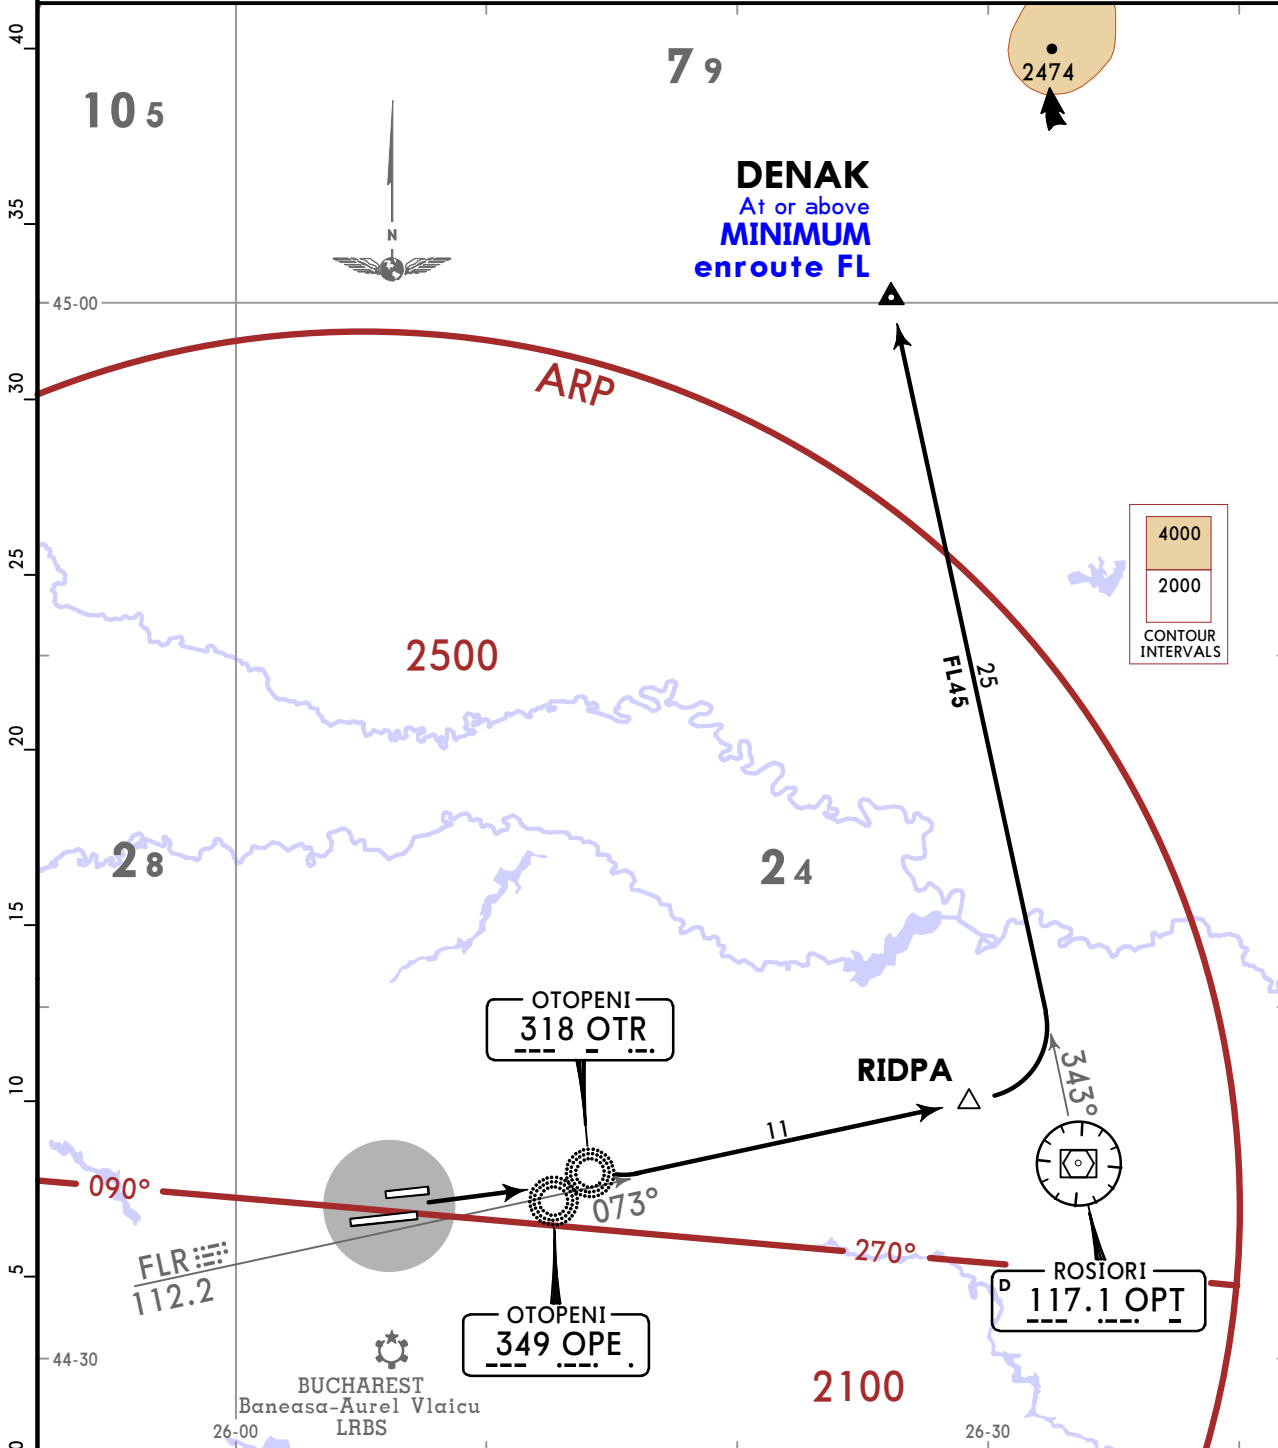 40
7 9
2474
10 5
DENAK
At or above
MINIMUM
enroute FL
35
N
45-00
30
ARP
4000
2000
CONTOUR
INTERVALS
25
2500
25
FL45
20
2 8
2 4
15
OTOPENI
318 OTR
RIDPA
10
11
343°
090°
073°
FLR
112.2
270°
5
ROSIORI
D
117.1 OPT
OTOPENI
349 OPE
44-30
BUCHAREST
Baneasa-Aurel Vlaicu
LRBS
2100
26-00
26-30